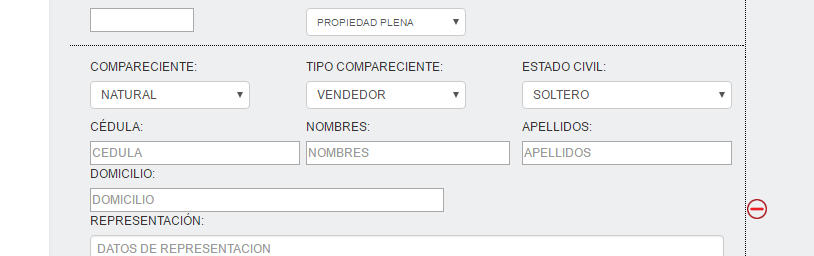 PROPIEDAD PLENA
COMPARECIENTE: TIPO COMPARECIENTE: ESTADO CIVIL:
NATURAL VENDEDOR SOLTERO
CÉDULA: NOMBRES: APELLIDOS:
CEDULA NOMBRES APELLIDOS
DOMICILIO:
DOMICILIO
REPRESENTACIÓN:
DATOS DE REPRESENTACION